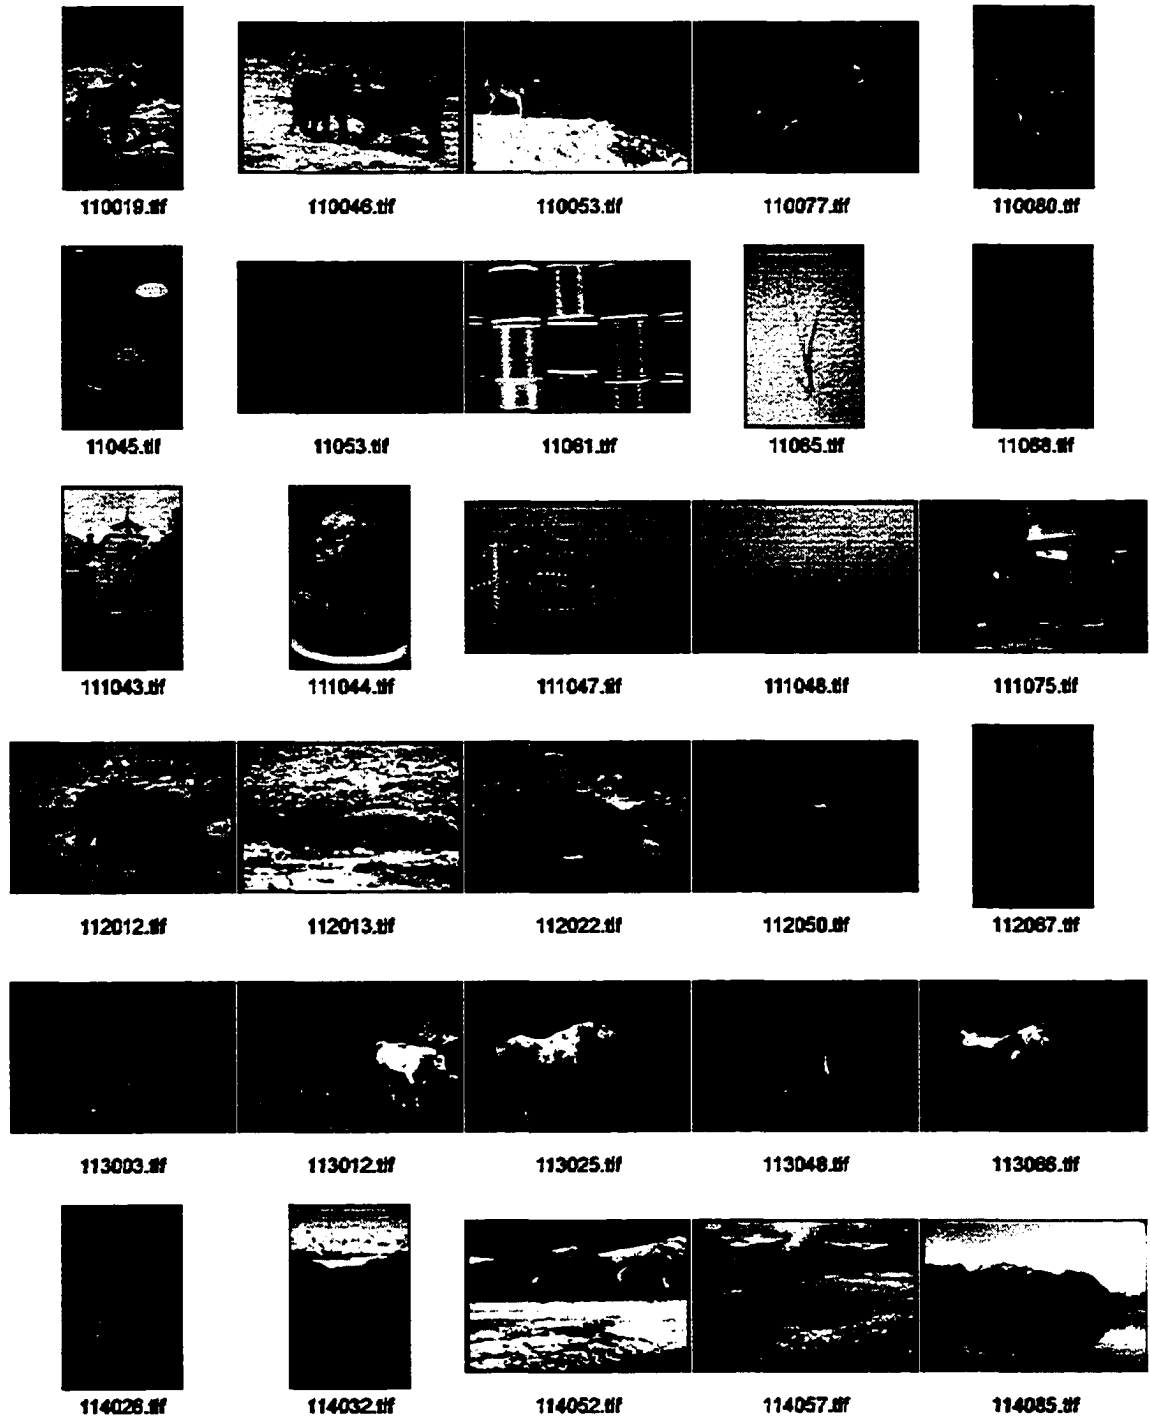 110019.tif 110046.tif 110053.tif 110077.tif 110080.tif
11045.tif 11053.tif 11061.tif 11065.tif 11068.tif
111043.tif 111044.tif 111047.tif 111048.tif 111075.tif
112012.tif 112013.tif 112022.tif 112050.tif 112067.tif
113003.tif 113012.tif 113025.tif 113048.tif 113086.tif
114026.tif 114032.tif 114052.tif 114057.tif 114085.tif